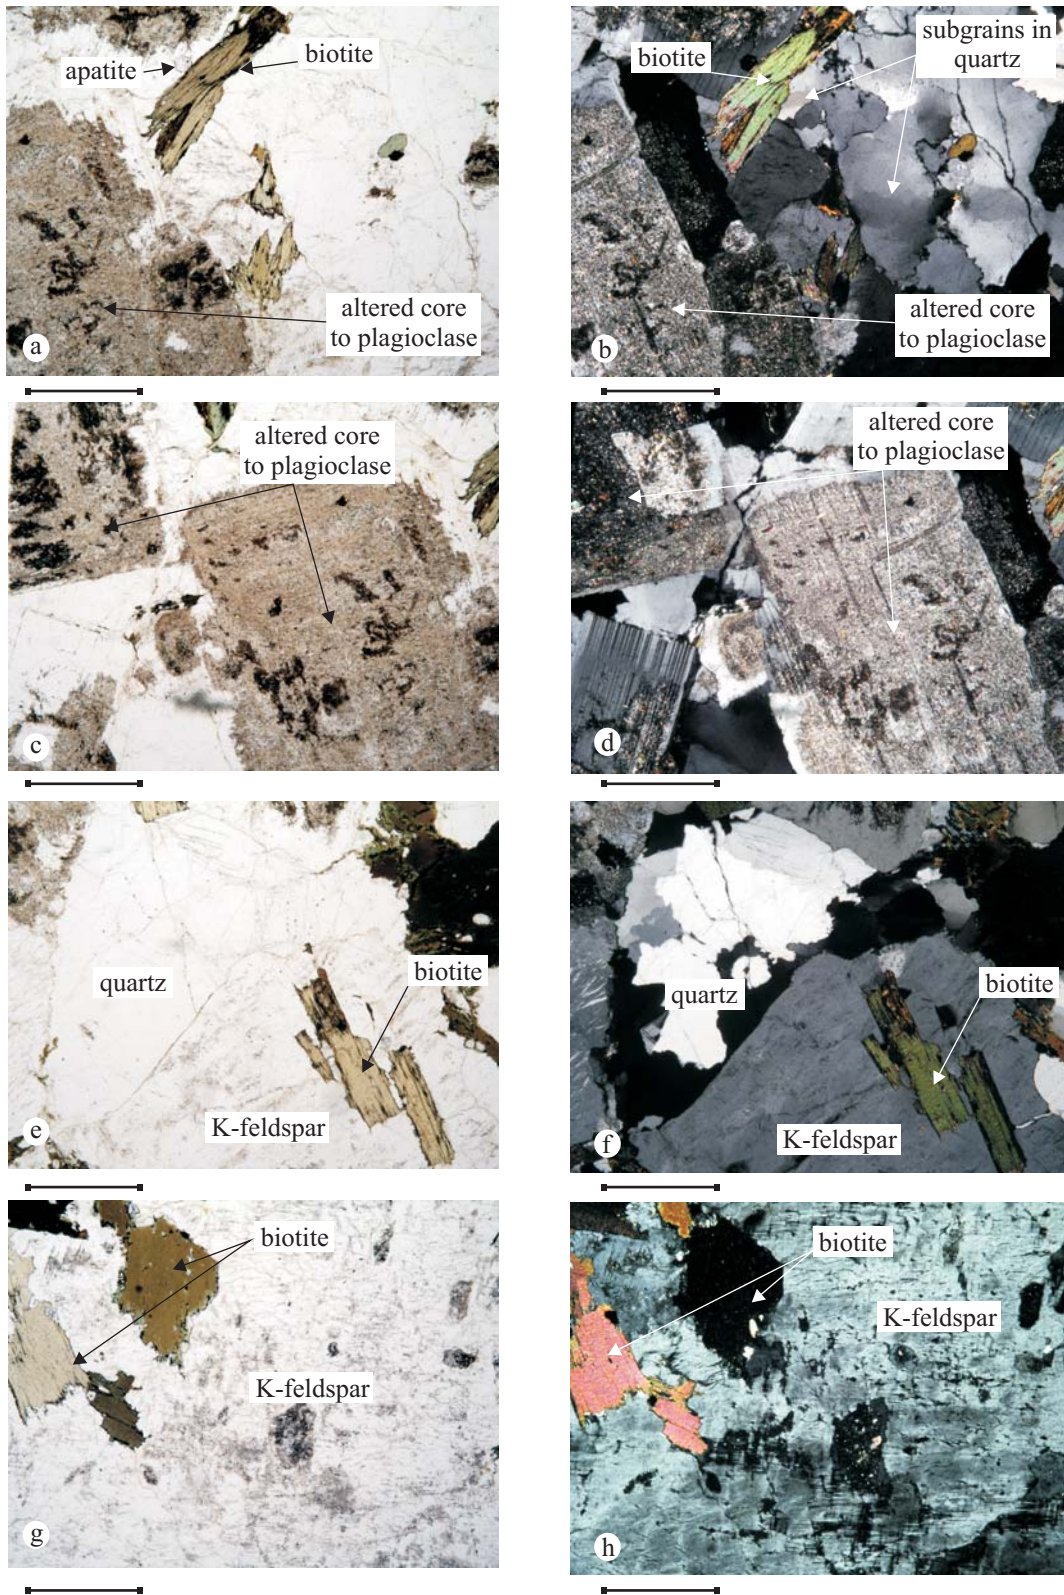 apatite
biotite
altered core
to plagioclase
a
biotite
subgrains in
quartz
altered core
to plagioclase
b
altered core
to plagioclase
c
altered core
to plagioclase
d
quartz
biotite
K-feldspar
e
quartz
biotite
K-feldspar
f
biotite
K-feldspar
g
biotite
K-feldspar
h